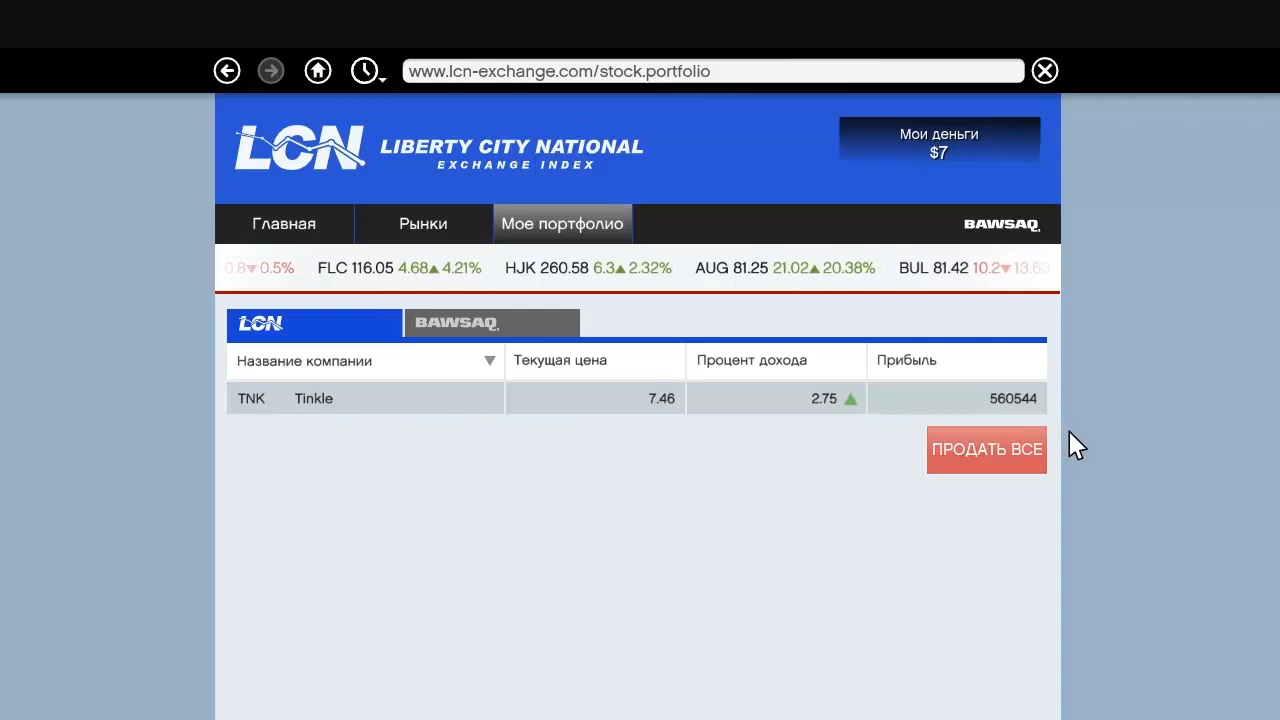 www.lcn-exchange.com/stock.portfolio
LCN LIBERTY CITY NATIONAL
EXCHANGE INDEX
Мои деньги
$7
Главная Рынки Мое портфолио BAWSAQ
0.8▼0.5% FLC 116.05 4.68▲4.21% HJK 260.58 6.3▲2.32% AUG 81.25 21.02▲20.38% BUL 81.42 10.2▼13.6
LCN BAWSAQ
Название компании ▼ Текущая цена Процент дохода Прибыль
TNK Tinkle 7.46 2.75 ▲ 560544
ПРОДАТЬ ВСЕ